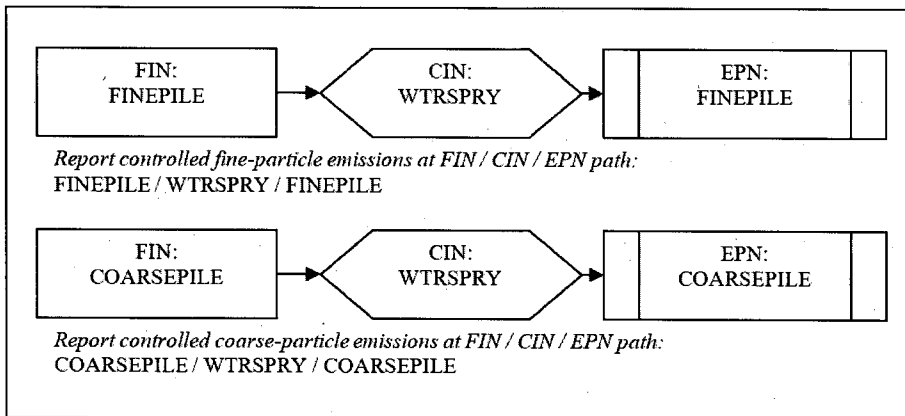 FIN:
FINEPILE
CIN:
WTRSPRY
EPN:
FINEPILE
Report controlled fine-particle emissions at FIN / CIN / EPN path:
FINEPILE / WTRSPRY / FINEPILE
FIN:
COARSEPILE
CIN:
WTRSPRY
EPN:
COARSEPILE
Report controlled coarse-particle emissions at FIN / CIN / EPN path:
COARSEPILE / WTRSPRY / COARSEPILE